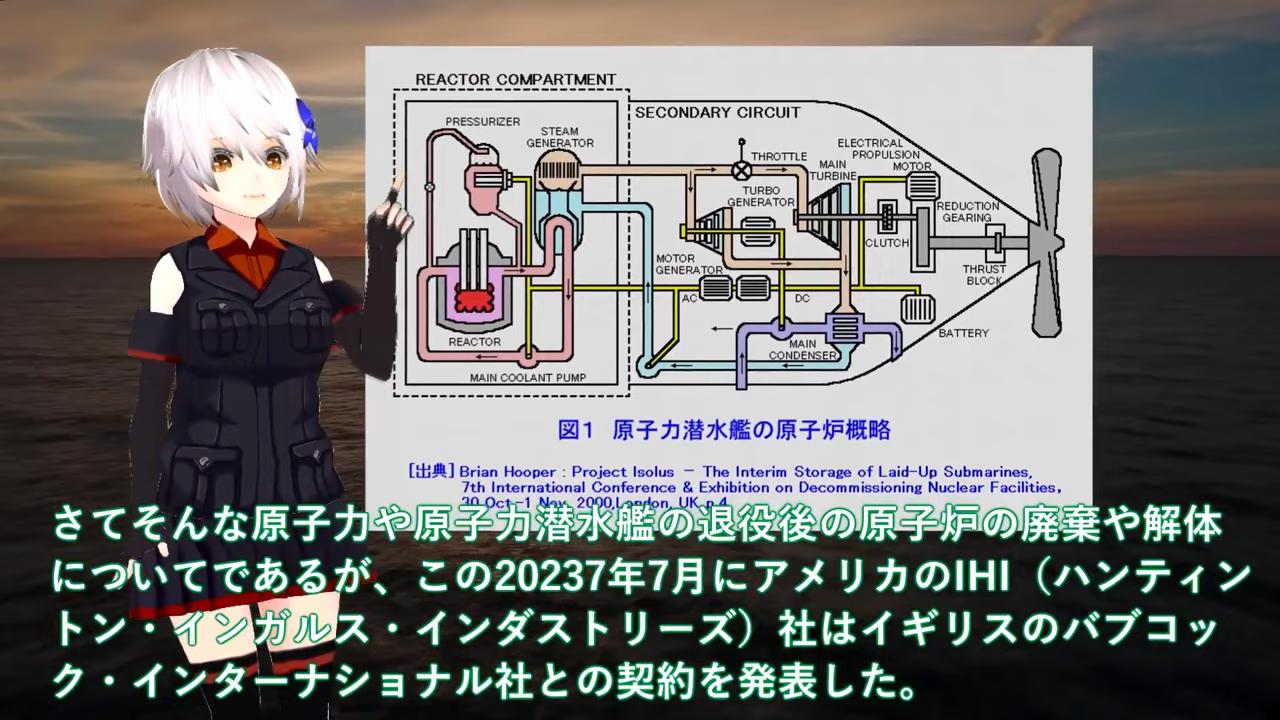 REACTOR COMPARTMENT
SECONDARY CIRCUIT
PRESSURIZER
STEAM
GENERATOR
THROTTLE
ELECTRICAL
PROPULSION
MOTOR
MAIN
TURBINE
TURBO
GENERATOR
REDUCTION
GEARING
CLUTCH
MOTOR
GENERATOR
THRUST
BLOCK
AC
DC
BATTERY
REACTOR
MAIN
CONDENSER
MAIN COOLANT PUMP
図1 原子力潜水艦の原子炉概略
[出典] Brian Hooper : Project Isolus － The Interim Storage of Laid-Up Submarines,
7th International Conference & Exhibition on Decommissioning Nuclear Facilities,
30 Oct.-1 Nov. 2000,London, UK p.4
さてそんな原子力や原子力潜水艦の退役後の原子炉の廃棄や解体
についてであるが、この20237年7月にアメリカのIHI（ハンティン
トン・インガルス・インダストリーズ）社はイギリスのバブコッ
ク・インターナショナル社との契約を発表した。